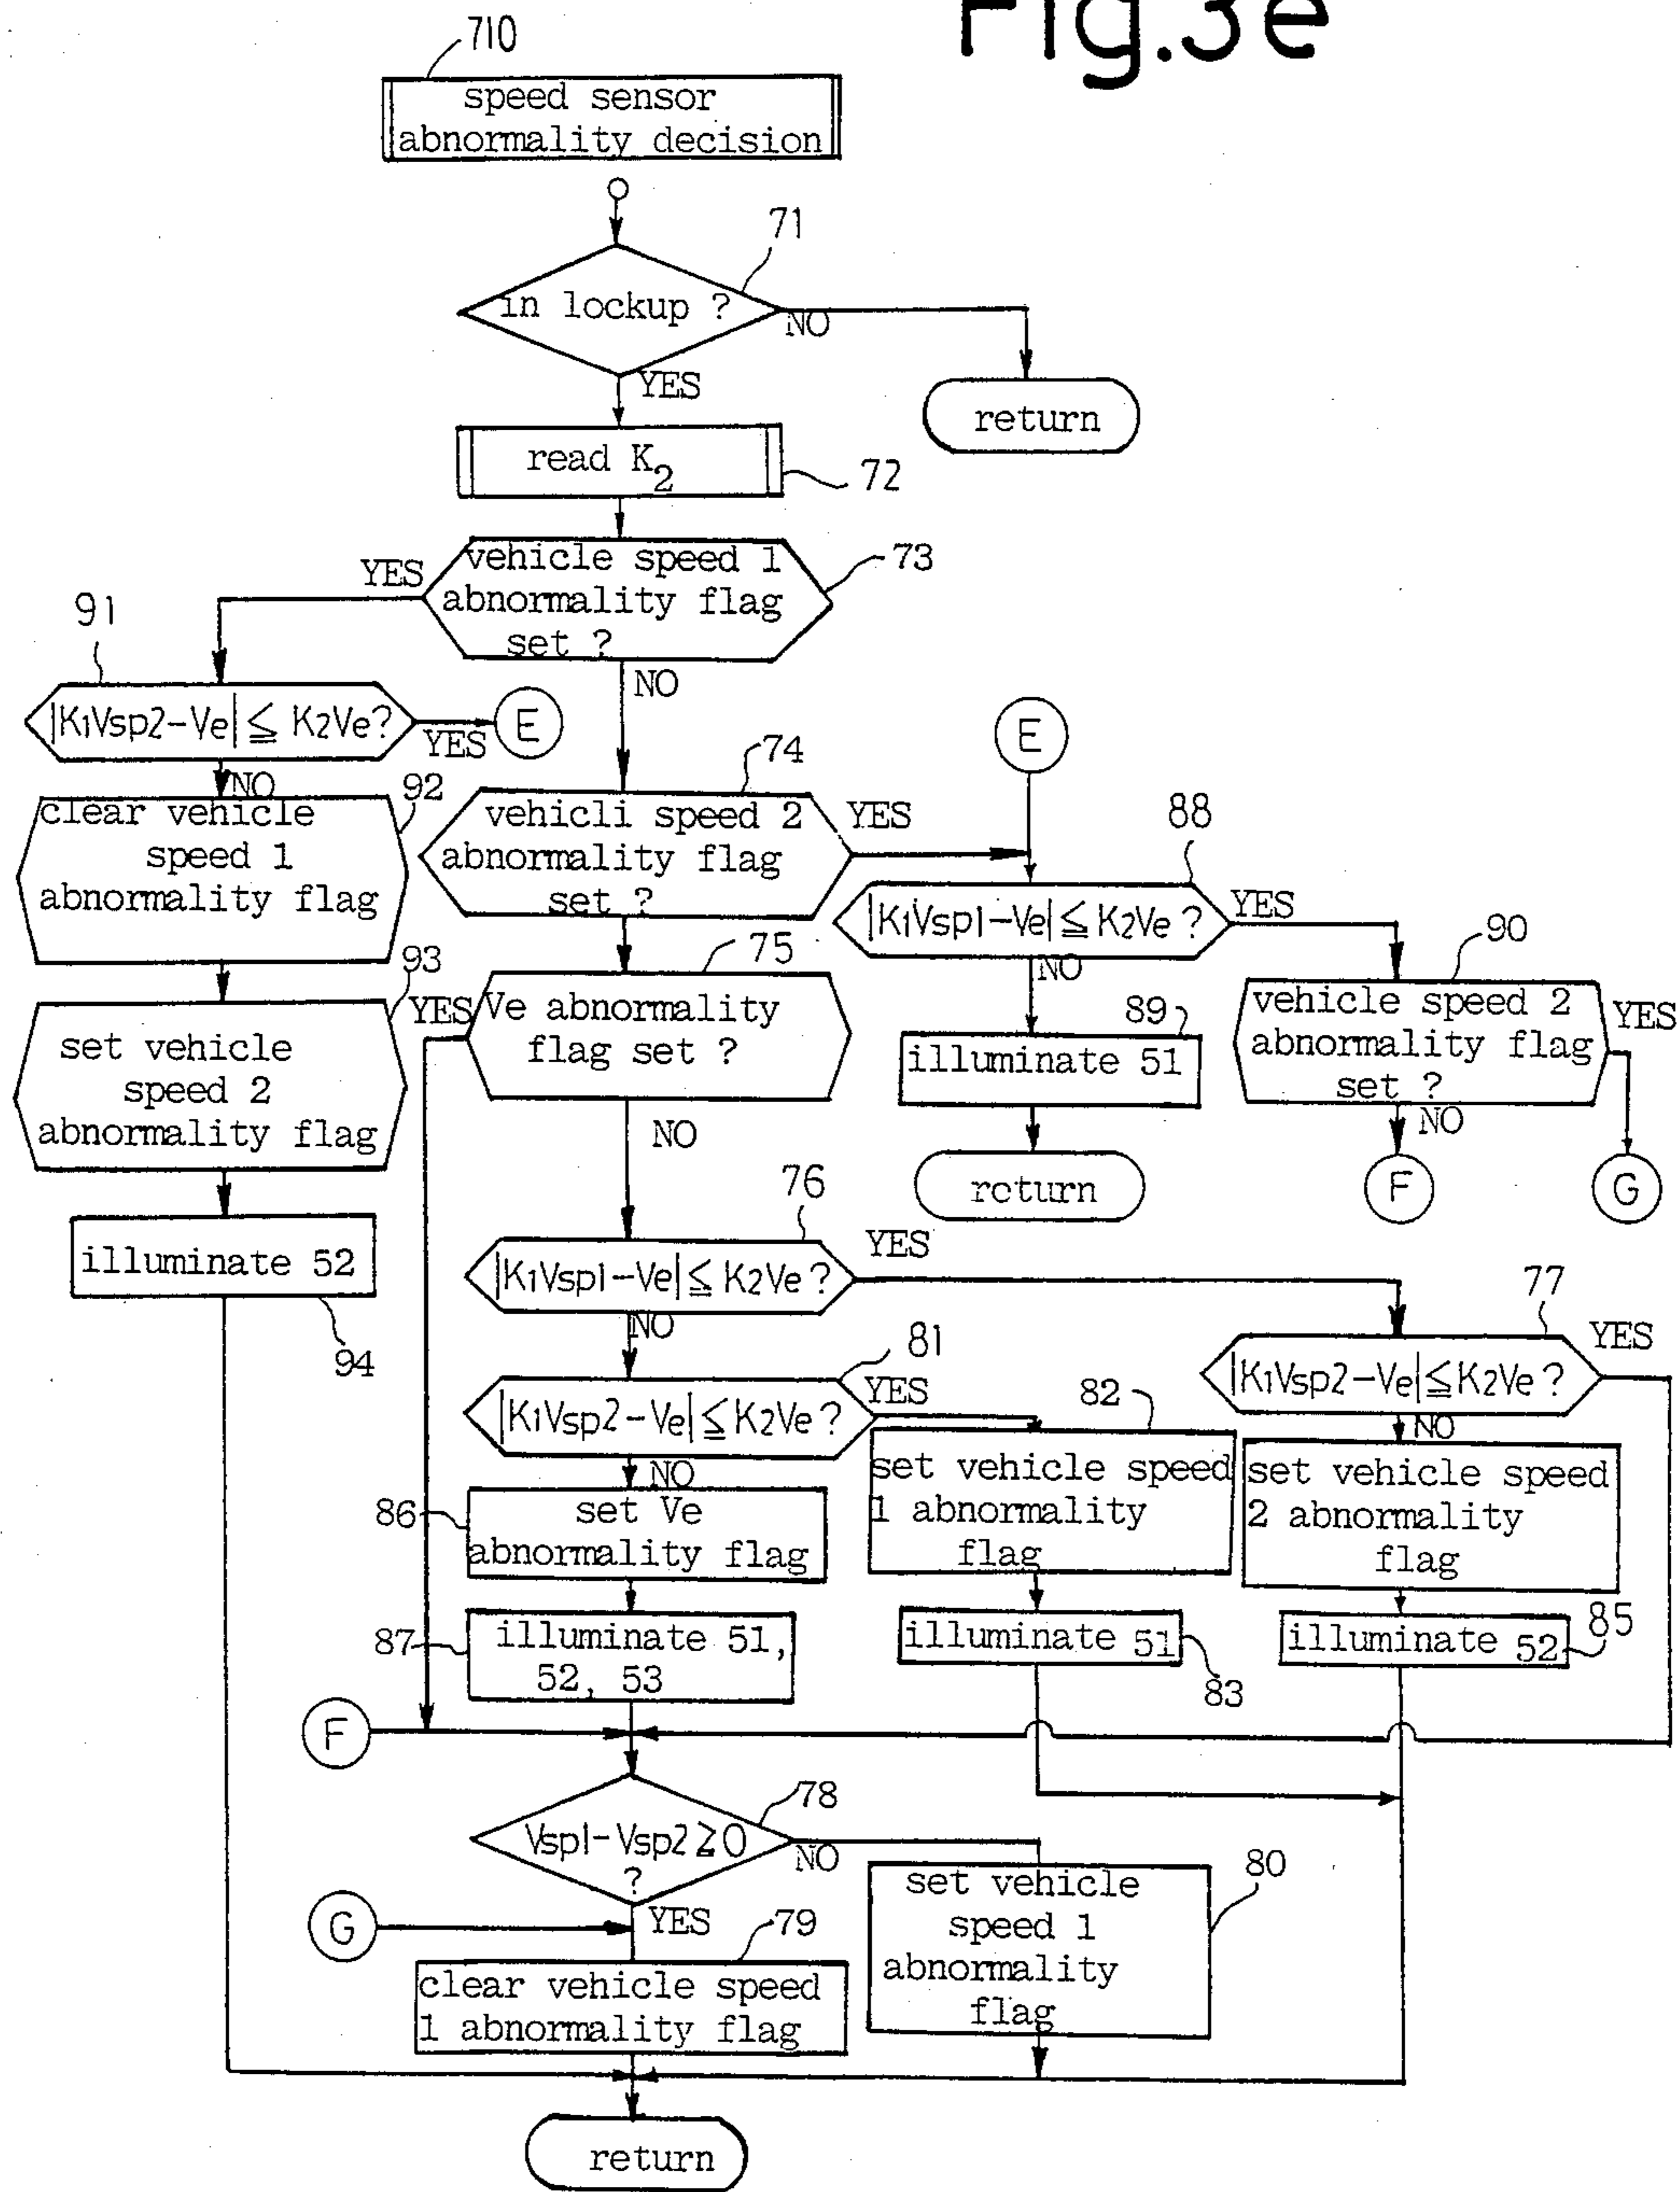 Fig.3e
710
speed sensor
abnormality decision
71
in lockup ?
NO
YES
return
read K2
72
vehicle speed 1
abnormality flag
set ?
73
YES
NO
91
|K1Vsp2-Ve| ≦ K2Ve?
YES
E
NO
E
74
vehicli speed 2
abnormality flag
set ?
YES
92
clear vehicle
speed 1
abnormality flag
88
|K1Vsp1-Ve| ≦ K2Ve ?
YES
NO
75
Ve abnormality
flag set ?
YES
NO
93
set vehicle
speed 2
abnormality flag
90
vehicle speed 2
abnormality flag
set ?
YES
NO
89
illuminate 51
return
F
G
illuminate 52
94
76
|K1Vsp1-Ve| ≦ K2Ve ?
YES
NO
77
|K1Vsp2-Ve| ≦ K2Ve ?
YES
NO
81
|K1Vsp2-Ve| ≦ K2Ve ?
YES
NO
82
set vehicle speed
1 abnormality
flag
set vehicle speed
2 abnormality
flag
86
set Ve
abnormality flag
87
illuminate 51,
52, 53
illuminate 51
83
illuminate 52
85
F
78
Vsp1-Vsp2 ≧ 0
?
NO
YES
80
set vehicle
speed 1
abnormality
flag
G
79
clear vehicle speed
1 abnormality flag
return